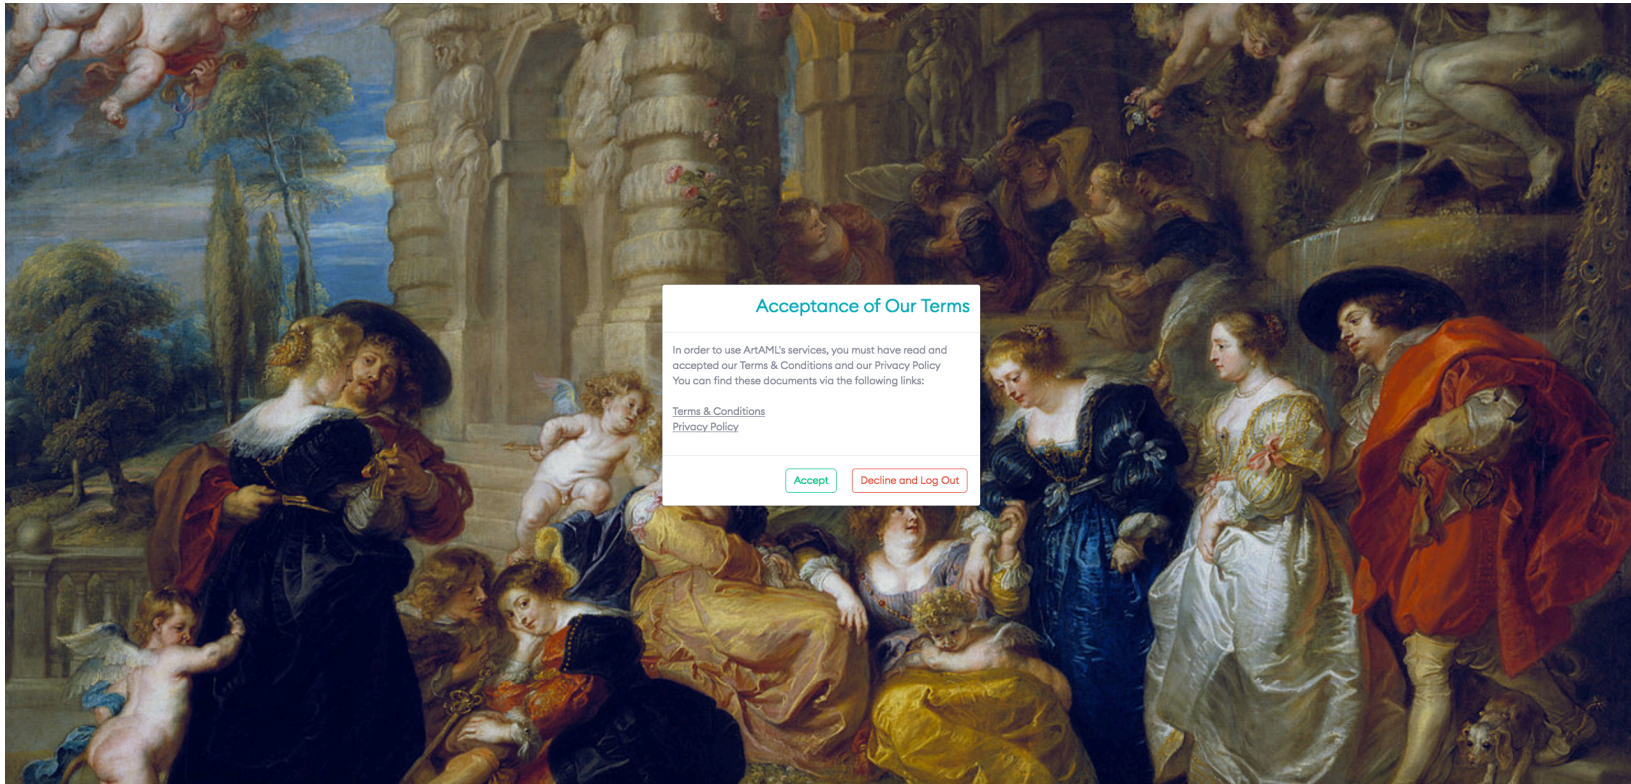 Acceptance of Our Terms
In order to use ArtAML's services, you must have read and
accepted our Terms & Conditions and our Privacy Policy
You can find these documents via the following links:
Terms & Conditions
Privacy Policy
Accept
Decline and Log Out